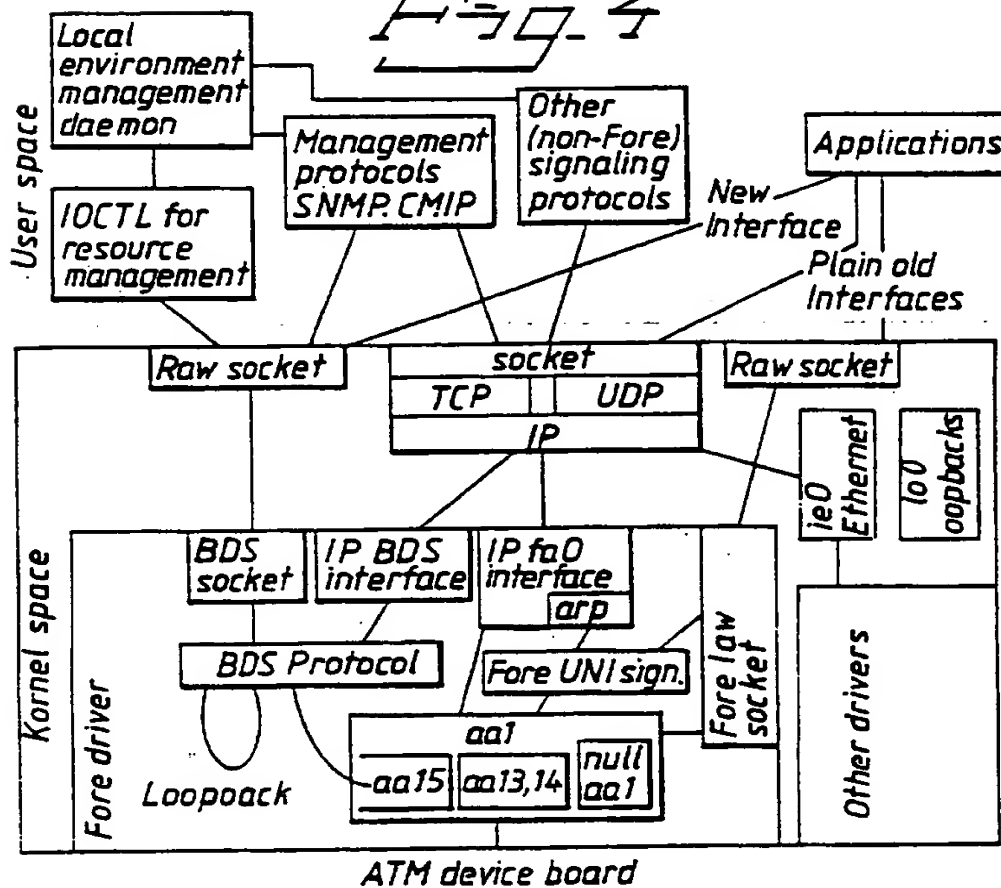 Fig. 4
Local
environment
management
daemon
Management
protocols
SNMP. CMIP
Other
(non-Fore)
signaling
protocols
Applications
User space
IOCTL for
resource
management
New
Interface
Plain old
Interfaces
Raw socket
socket
TCP
UDP
IP
Raw socket
ie0
Ethernet
lo0
oopbacks
Kornel space
Fore driver
BDS
socket
IP BDS
interface
IP fa0
interface
arp
BDS Protocol
Fore UNI sign.
Fore law
socket
Other drivers
Loopoack
aa1
aa15
aa13,14
null
aa1
ATM device board